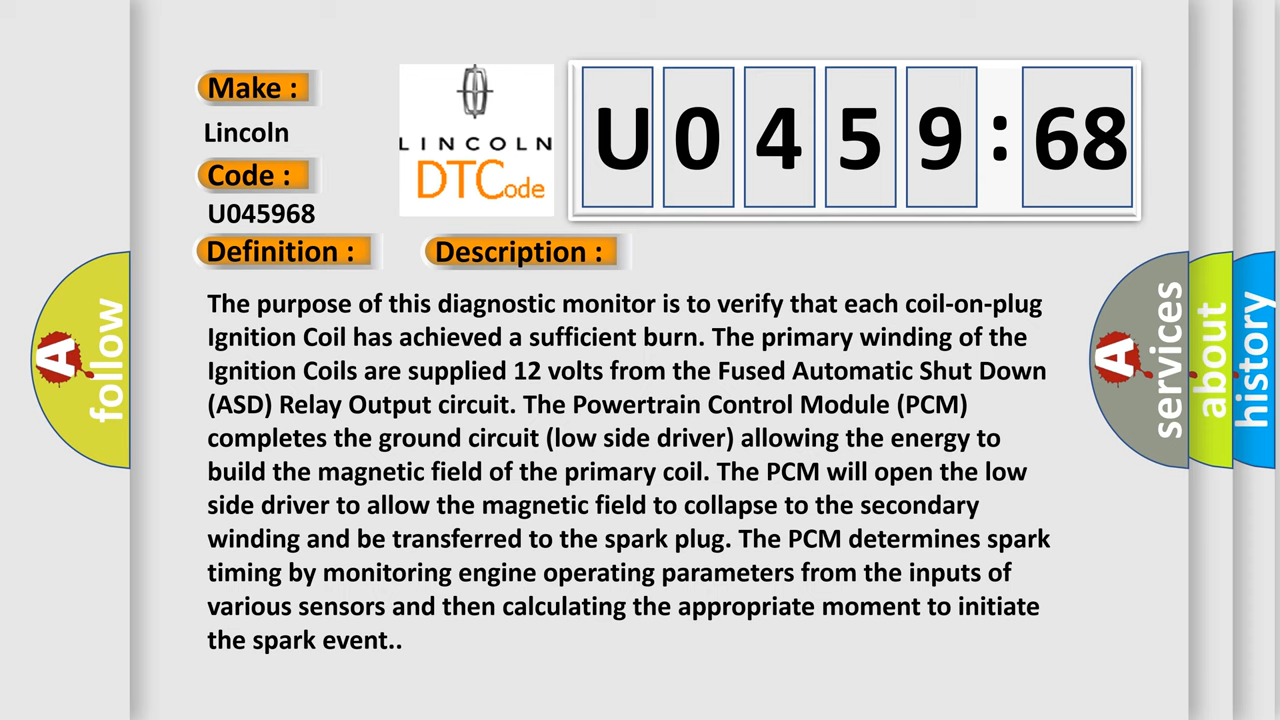 Make :
Lincoln
Code :
U045968
Definition :
Description :
LINCOLN
DTCode
U0459:68
The purpose of this diagnostic monitor is to verify that each coil-on-plug
Ignition Coil has achieved a sufficient burn. The primary winding of the
Ignition Coils are supplied 12 volts from the Fused Automatic Shut Down
(ASD) Relay Output circuit. The Powertrain Control Module (PCM)
completes the ground circuit (low side driver) allowing the energy to
build the magnetic field of the primary coil. The PCM will open the low
side driver to allow the magnetic field to collapse to the secondary
winding and be transferred to the spark plug. The PCM determines spark
timing by monitoring engine operating parameters from the inputs of
various sensors and then calculating the appropriate moment to initiate
the spark event..
A
follow
A
services
about
history